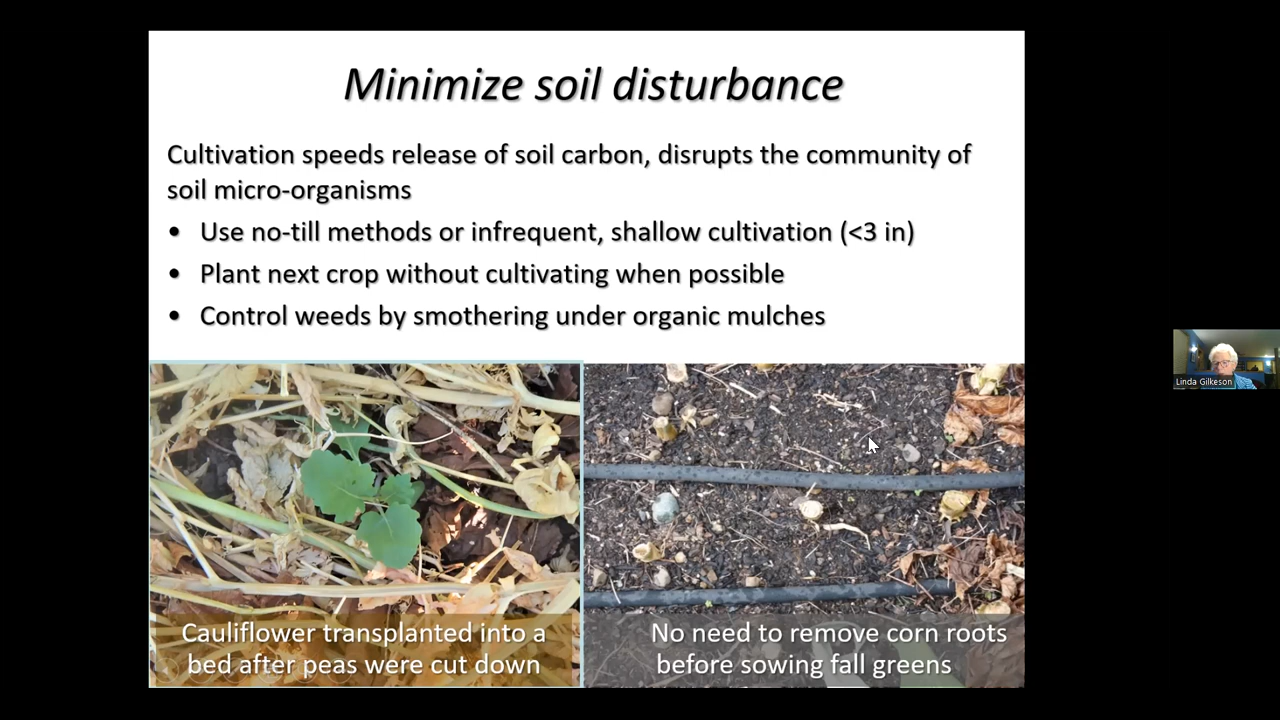 Minimize soil disturbance
Cultivation speeds release of soil carbon, disrupts the community of
soil micro-organisms
• Use no-till methods or infrequent, shallow cultivation (<3 in)
• Plant next crop without cultivating when possible
• Control weeds by smothering under organic mulches
Cauliflower transplanted into a
bed after peas were cut down
No need to remove corn roots
before sowing fall greens
Linda Gilkeson